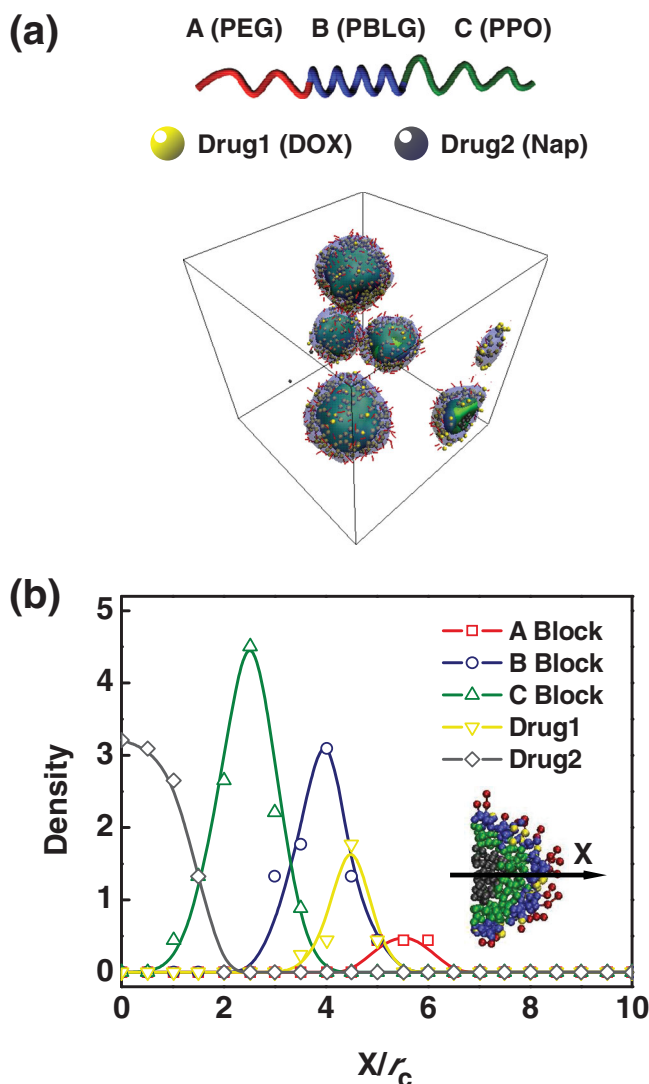 (a)
A (PEG) B (PBLG) C (PPO)
Drug1 (DOX) Drug2 (Nap)
(b)
5
4
3
2
1
0
Density
A Block
B Block
C Block
Drug1
Drug2
X
0 2 4 6 8 10
X/rc